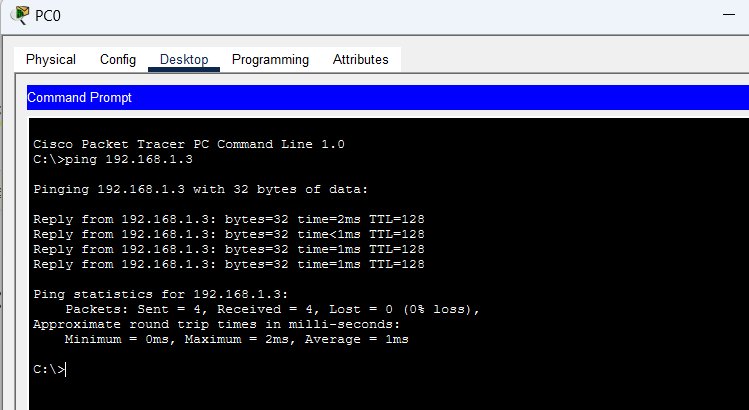 PC0
Physical Config Desktop Programming Attributes
Command Prompt
Cisco Packet Tracer PC Command Line 1.0
C:\>ping 192.168.1.3
Pinging 192.168.1.3 with 32 bytes of data:
Reply from 192.168.1.3: bytes=32 time=2ms TTL=128
Reply from 192.168.1.3: bytes=32 time<1ms TTL=128
Reply from 192.168.1.3: bytes=32 time=1ms TTL=128
Reply from 192.168.1.3: bytes=32 time=1ms TTL=128
Ping statistics for 192.168.1.3:
Packets: Sent = 4, Received = 4, Lost = 0 (0% loss),
Approximate round trip times in milli-seconds:
Minimum = 0ms, Maximum = 2ms, Average = 1ms
C:\>